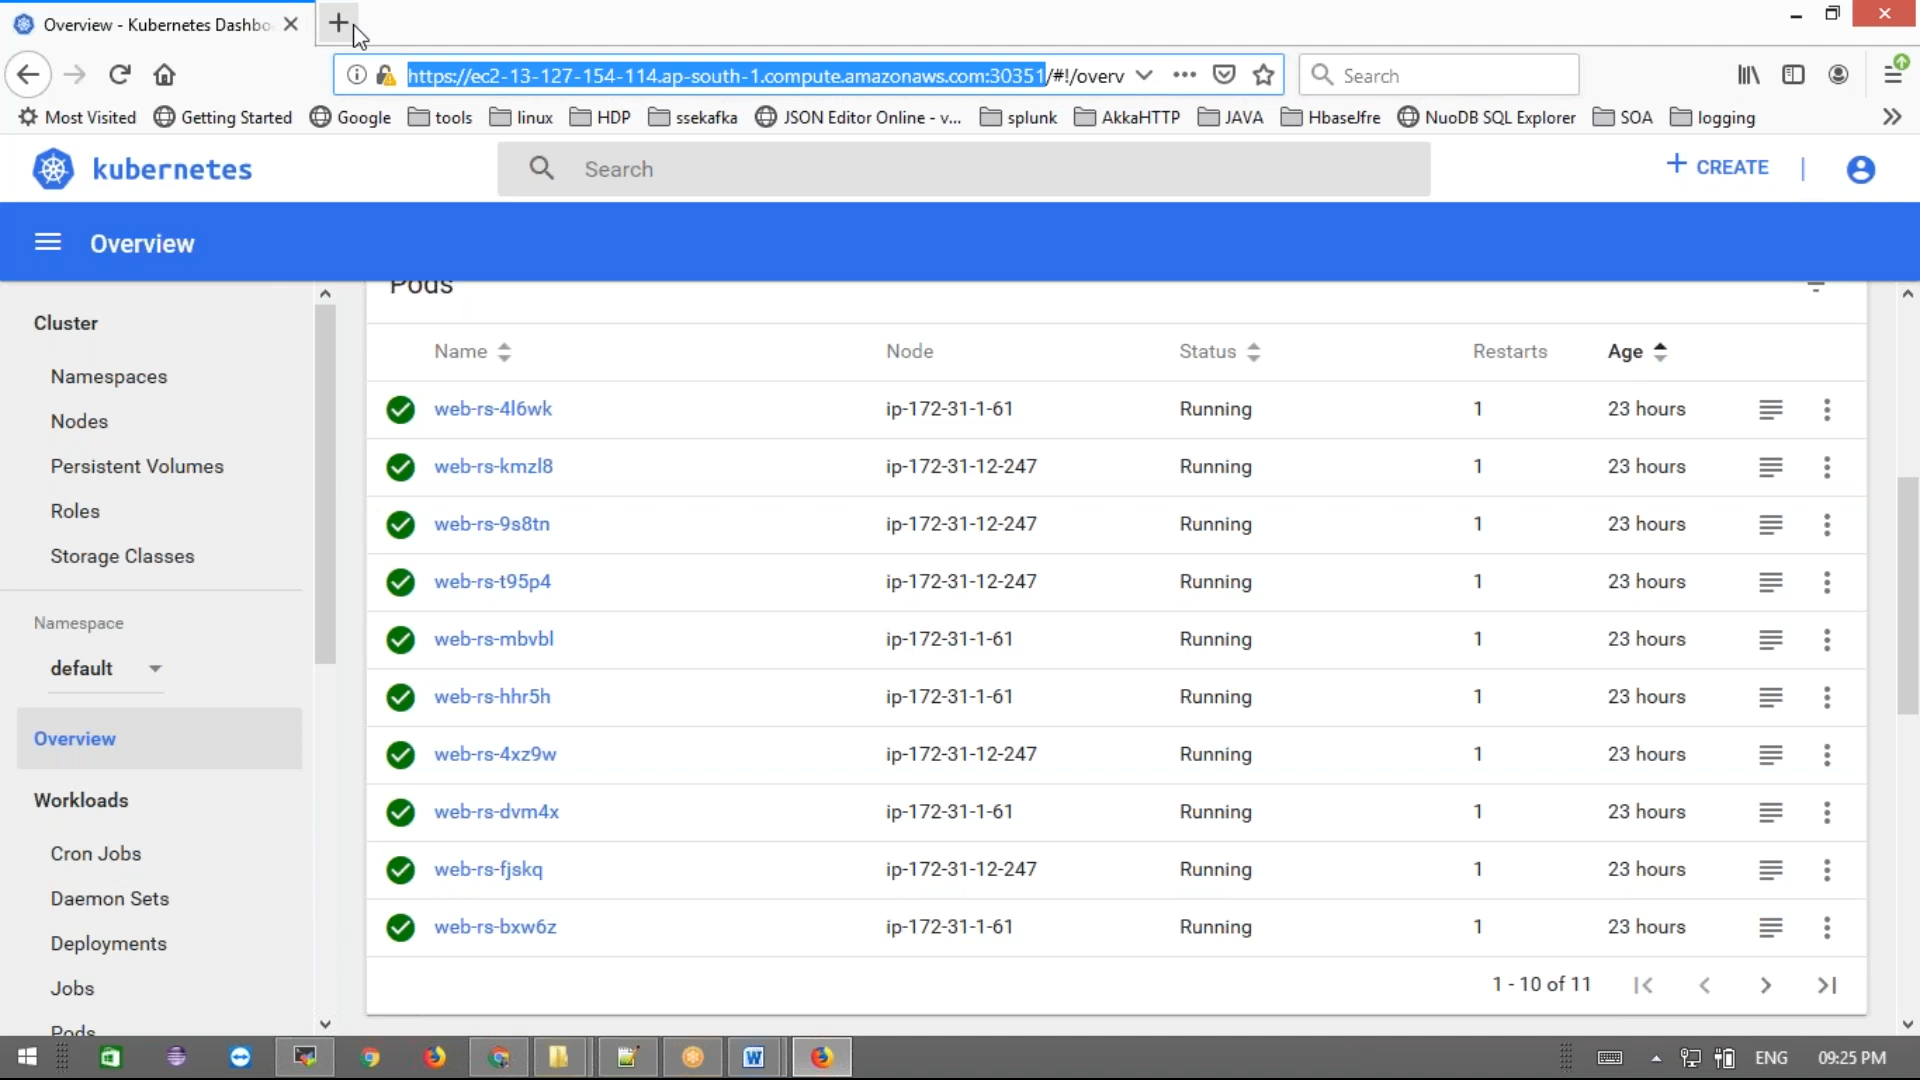 Overview - Kubernetes Dashbo
https://ec2-13-127-154-114.ap-south-1.compute.amazonaws.com:30351/#!/overv
Search
Most Visited Getting Started Google tools linux HDP ssekafka JSON Editor Online - v... splunk AkkaHTTP JAVA HbaseJfre NuoDB SQL Explorer SOA logging
kubernetes
Search
+ CREATE |
Overview
Cluster
Namespaces
Nodes
Persistent Volumes
Roles
Storage Classes
Namespace
default
Overview
Workloads
Cron Jobs
Daemon Sets
Deployments
Jobs
Pods
Pods
Name Node Status Restarts Age
web-rs-4l6wk ip-172-31-1-61 Running 1 23 hours
web-rs-kmzl8 ip-172-31-12-247 Running 1 23 hours
web-rs-9s8tn ip-172-31-12-247 Running 1 23 hours
web-rs-t95p4 ip-172-31-12-247 Running 1 23 hours
web-rs-mbvbl ip-172-31-1-61 Running 1 23 hours
web-rs-hhr5h ip-172-31-1-61 Running 1 23 hours
web-rs-4xz9w ip-172-31-12-247 Running 1 23 hours
web-rs-dvm4x ip-172-31-1-61 Running 1 23 hours
web-rs-fjskq ip-172-31-12-247 Running 1 23 hours
web-rs-bxw6z ip-172-31-1-61 Running 1 23 hours
1 - 10 of 11
ENG 09:25 PM